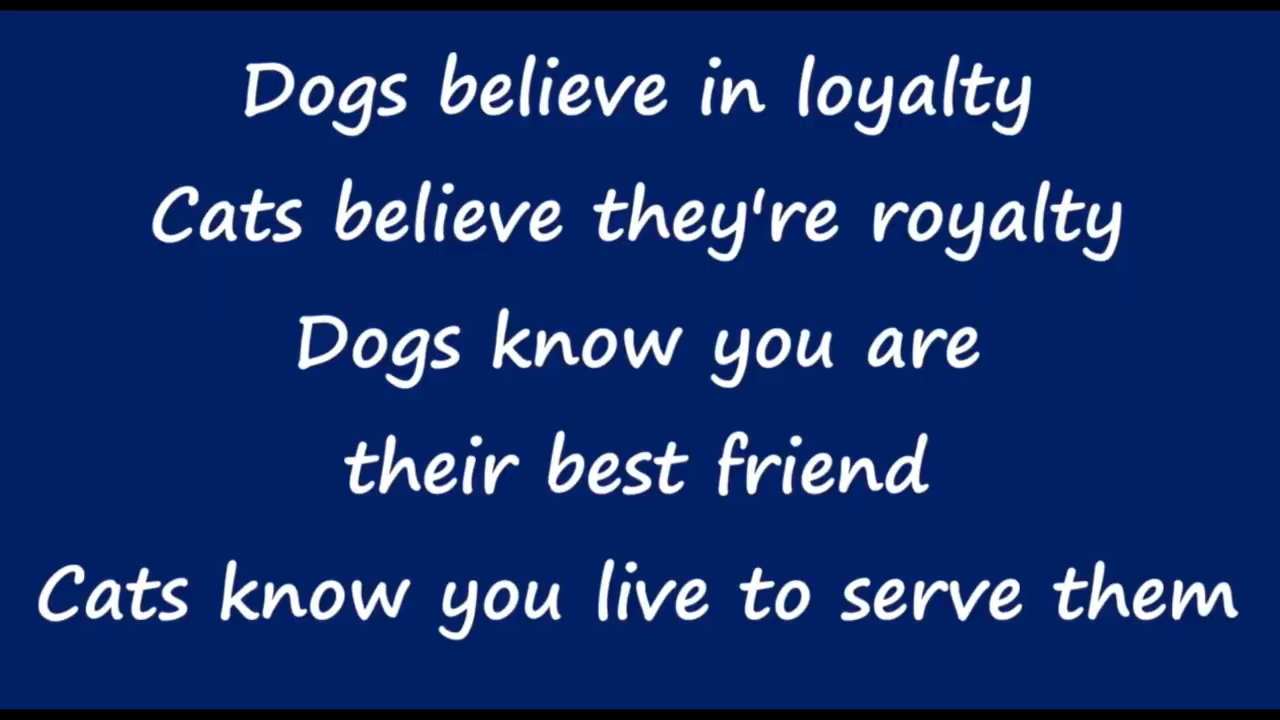 Dogs believe in loyalty
Cats believe they're royalty
Dogs know you are
their best friend
Cats know you live to serve them